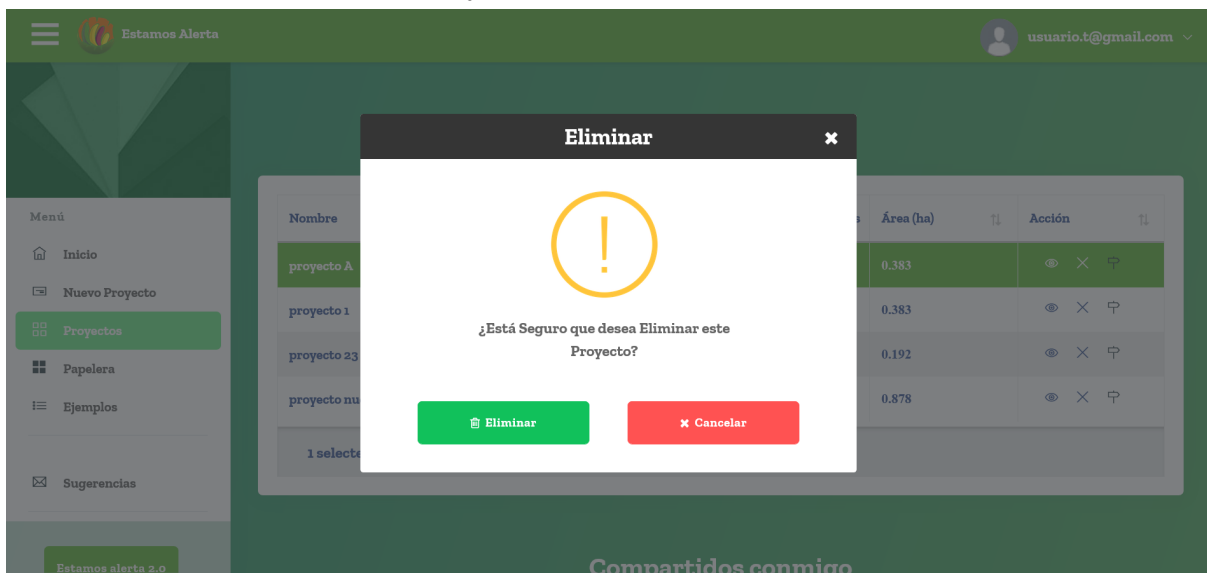 Estamos Alerta
usuario.t@gmail.com
Eliminar
Menú
Inicio
Nuevo Proyecto
Proyectos
Papelera
Ejemplos
Sugerencias
Estamos alerta 2.0
Nombre Área (ha) Acción
proyecto A 0.383
proyecto 1 0.383
proyecto 23 0.192
proyecto 0.878
1
¿Está Seguro que desea Eliminar este
Proyecto?
Eliminar Cancelar
Compartidos conmigo